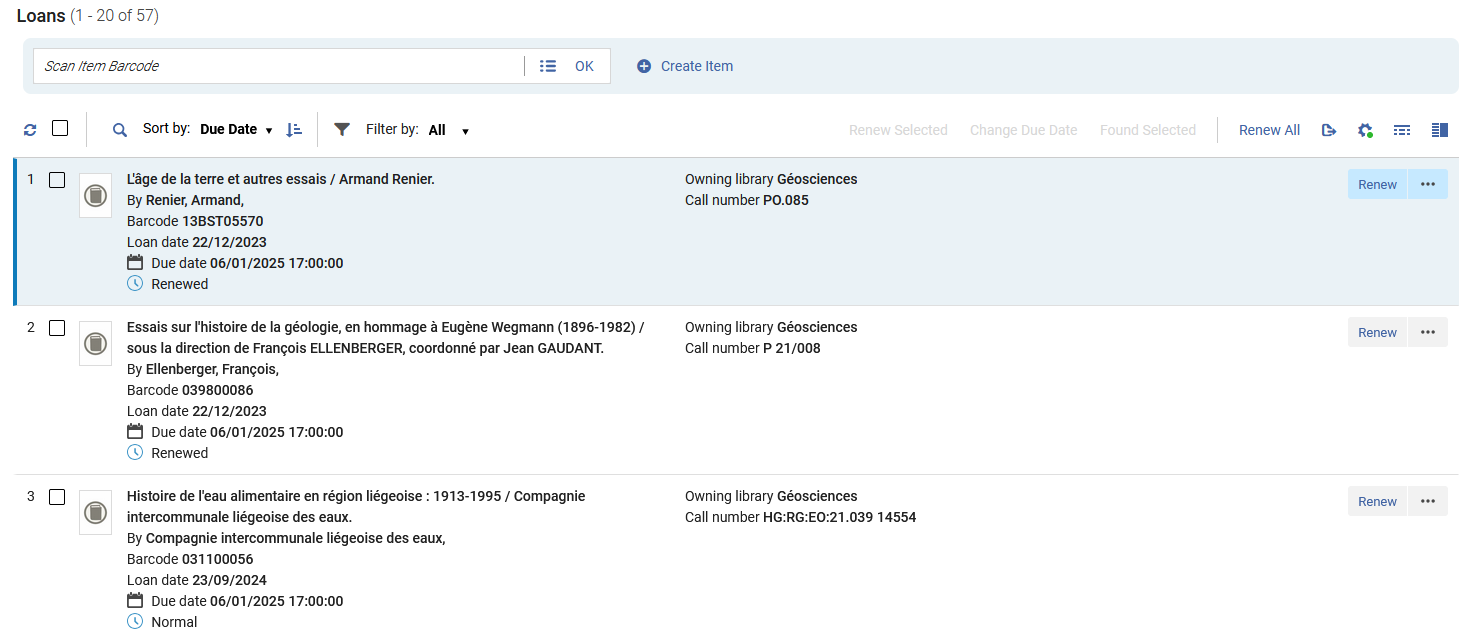 Loans (1 - 20 of 57)
Scan Item Barcode OK Create Item
Sort by: Due Date Filter by: All Renew Selected Change Due Date Found Selected Renew All
1 L'âge de la terre et autres essais / Armand Renier. Owning library Géosciences Renew
By Renier, Armand, Call number PO.085
Barcode 13BST05570
Loan date 22/12/2023
Due date 06/01/2025 17:00:00
Renewed
2 Essais sur l'histoire de la géologie, en hommage à Eugène Wegmann (1896-1982) / Owning library Géosciences Renew
sous la direction de François ELLENBERGER, coordonné par Jean GAUDANT. Call number P 21/008
By Ellenberger, François,
Barcode 039800086
Loan date 22/12/2023
Due date 06/01/2025 17:00:00
Renewed
3 Histoire de l'eau alimentaire en région liégeoise : 1913-1995 / Compagnie Owning library Géosciences Renew
intercommunale liégeoise des eaux. Call number HG:RG:EO:21.039 14554
By Compagnie intercommunale liégeoise des eaux,
Barcode 031100056
Loan date 23/09/2024
Due date 06/01/2025 17:00:00
Normal